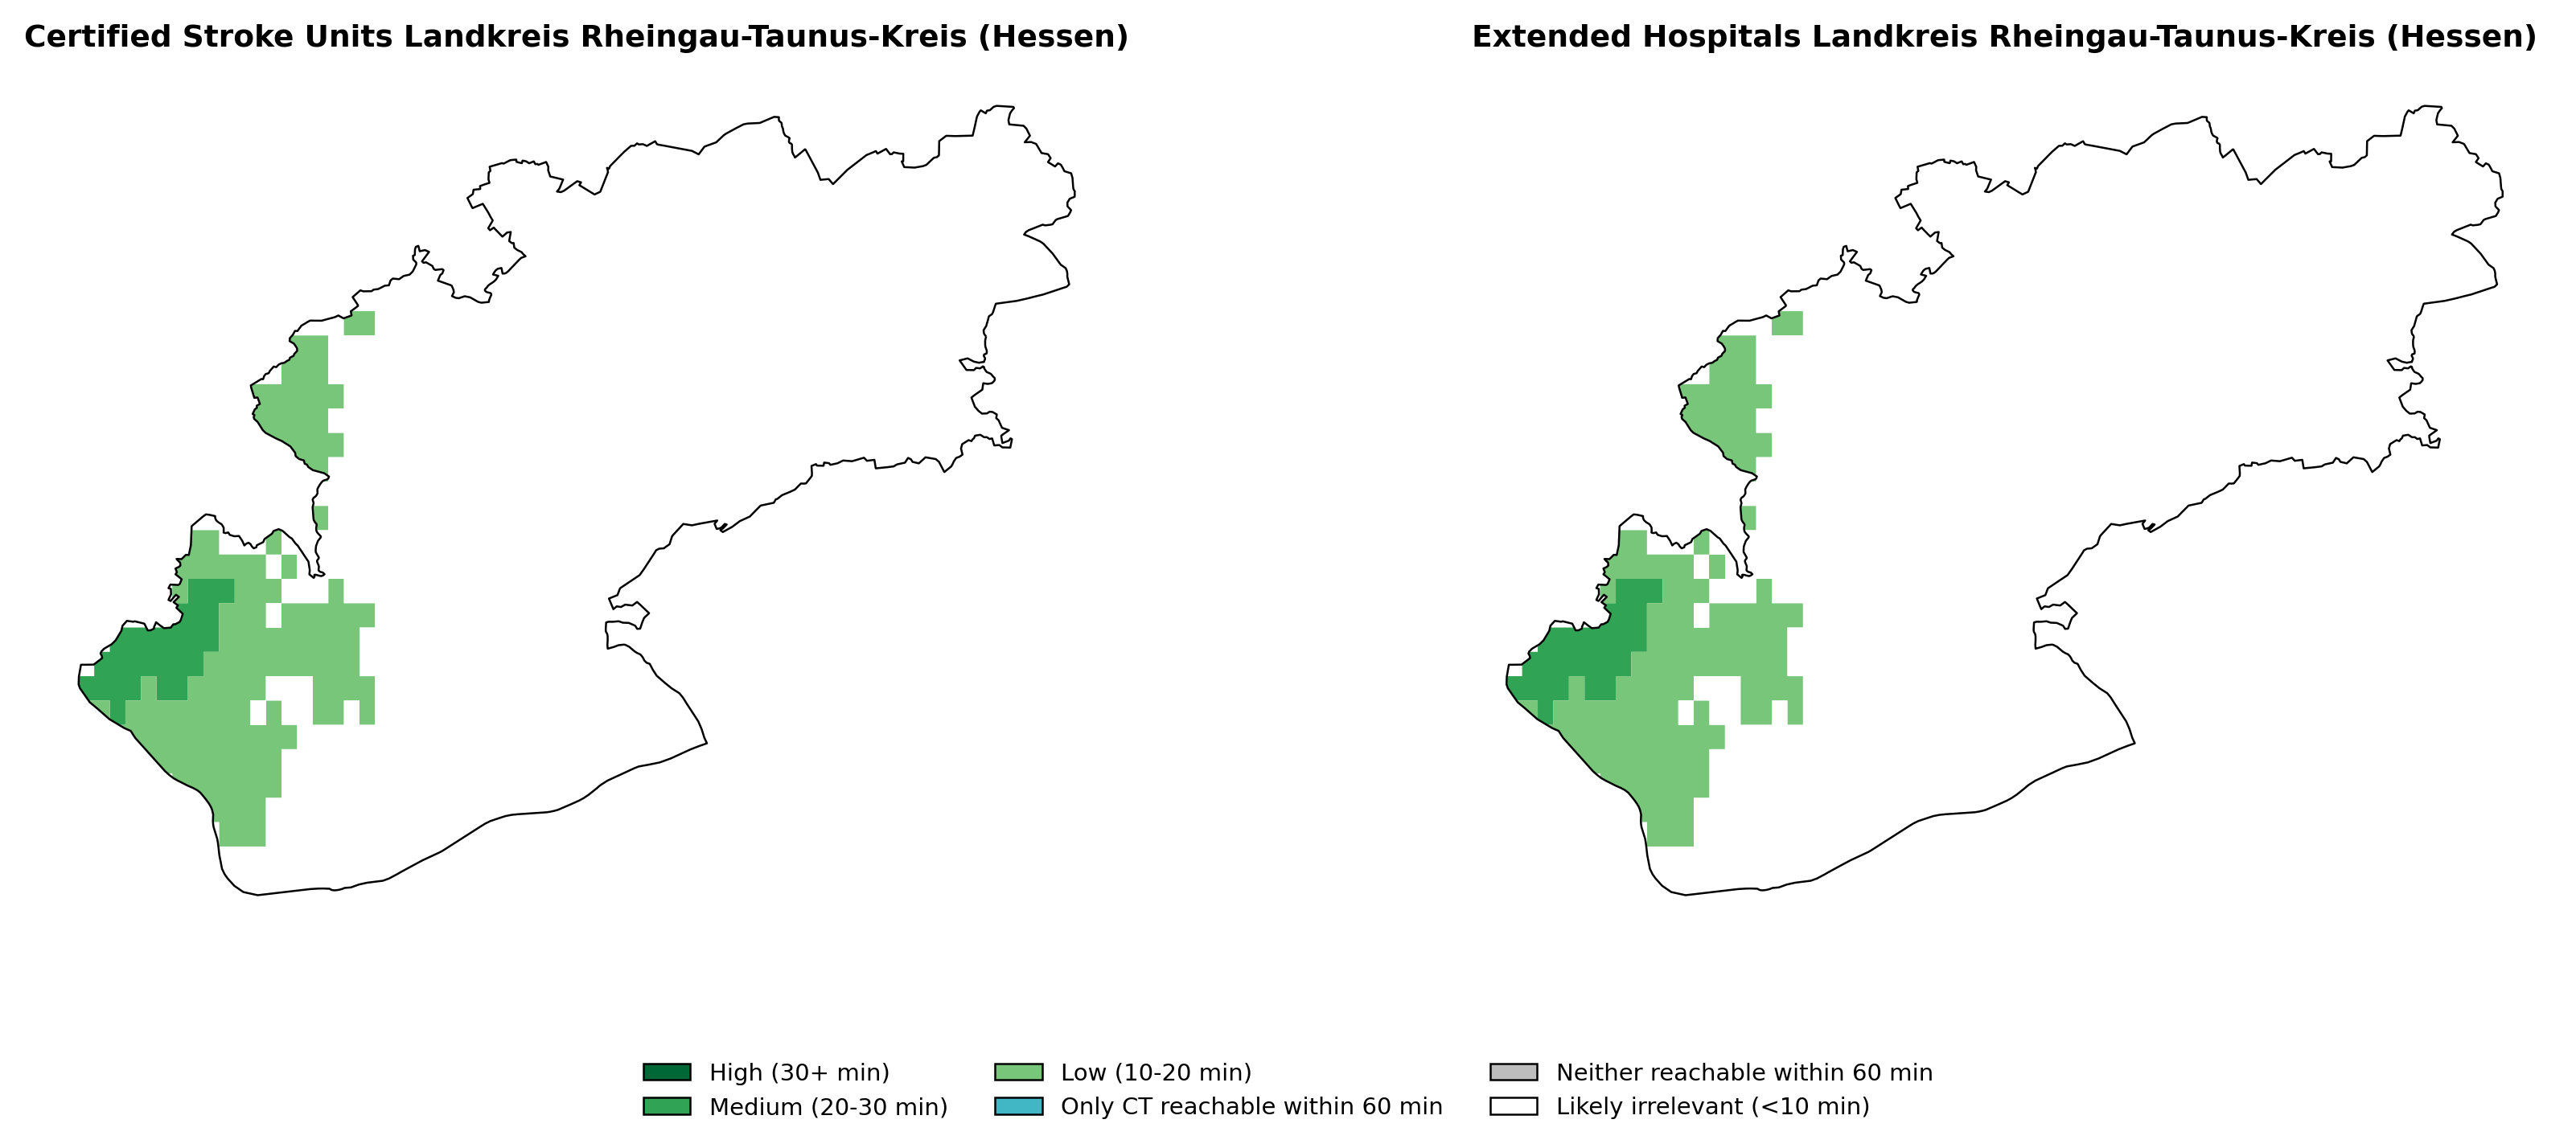 Certified Stroke Units Landkreis Rheingau-Taunus-Kreis (Hessen)
Extended Hospitals Landkreis Rheingau-Taunus-Kreis (Hessen)
High (30+ min)
Medium (20-30 min)
Low (10-20 min)
Only CT reachable within 60 min
Neither reachable within 60 min
Likely irrelevant (<10 min)